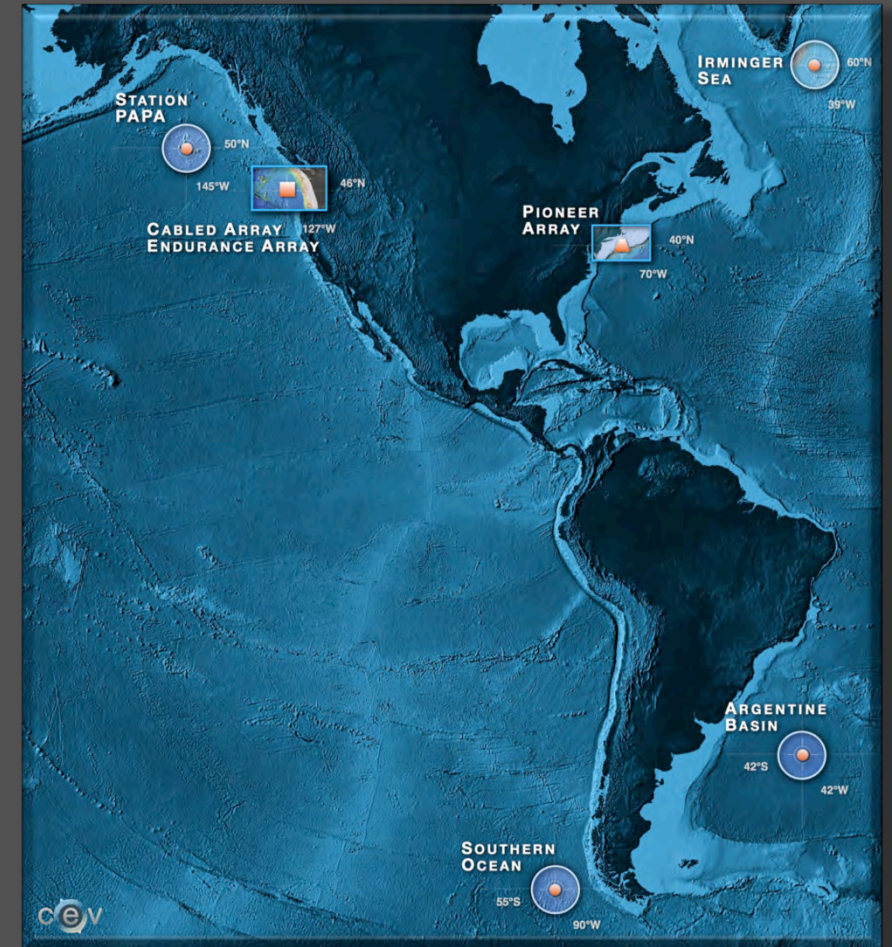 IRMINGER
SEA
60°N
39°W
STATION
PAPA
50°N
145°W
46°N
127°W
CABLED ARRAY
ENDURANCE ARRAY
PIONEER
ARRAY
40°N
70°W
ARGENTINE
BASIN
42°S
42°W
SOUTHERN
OCEAN
55°S
90°W
cev